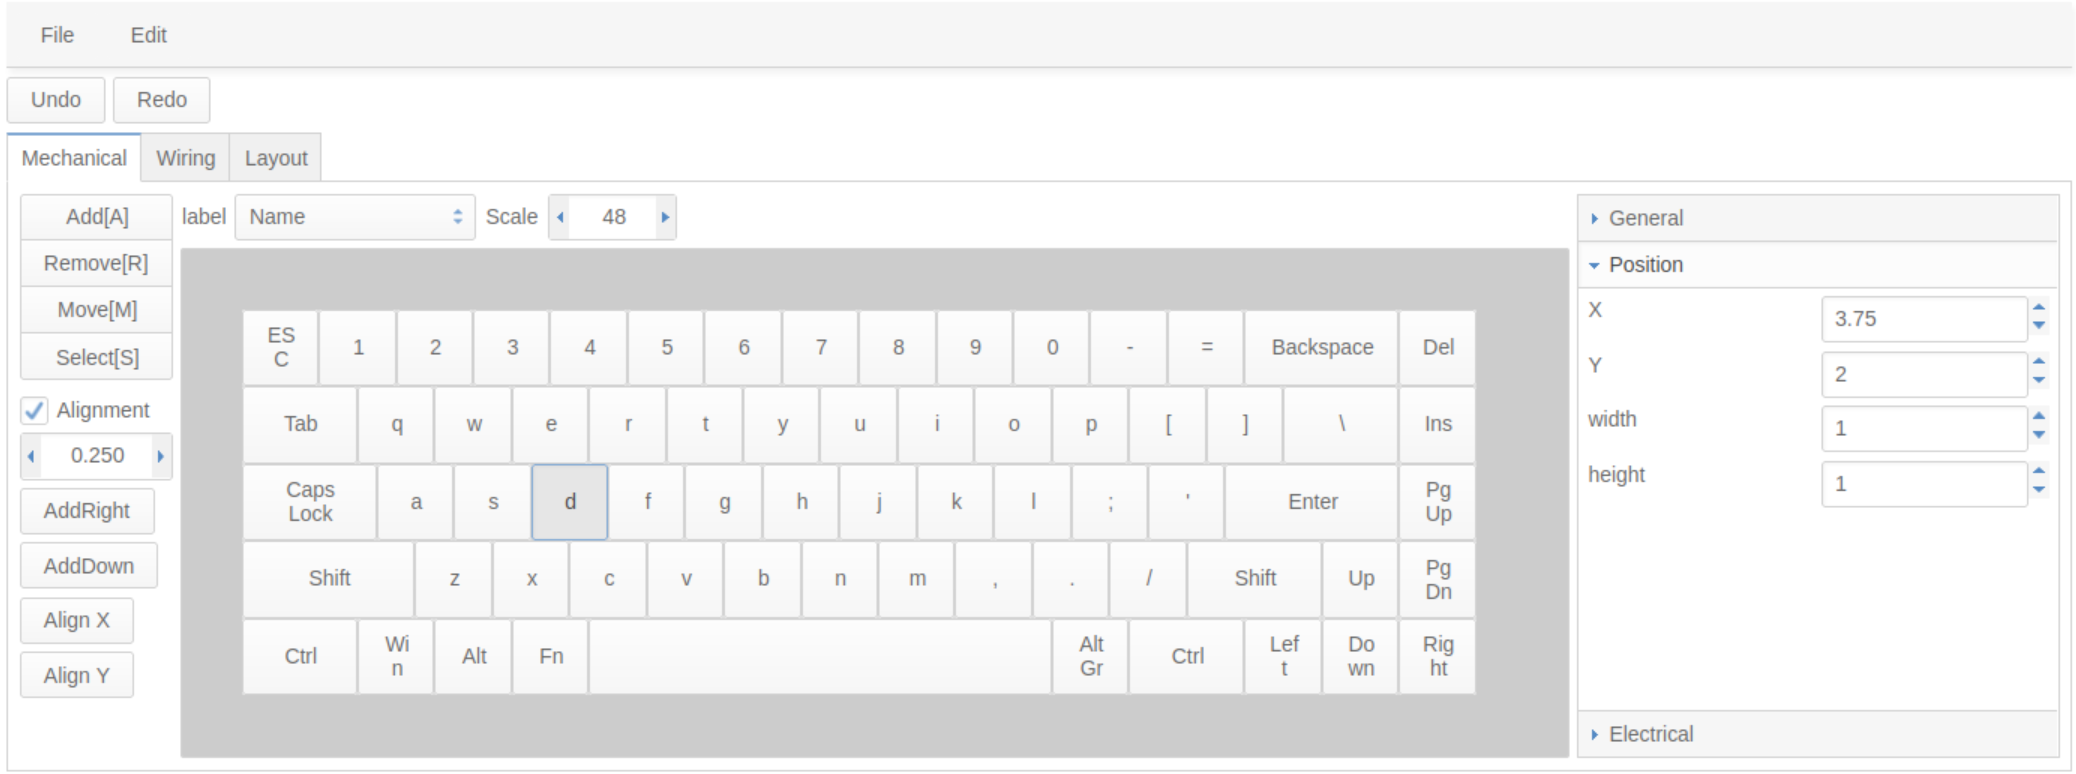 File Edit
Undo Redo
Mechanical Wiring Layout
Add[A]
Remove[R]
Move[M]
Select[S]
Alignment
0.250
AddRight
AddDown
Align X
Align Y
label Name Scale 48
ES
C
1 2 3 4 5 6 7 8 9 0 - = Backspace Del
Tab q w e r t y u i o p [ ] \ Ins
Caps
Lock
a s d f g h j k l ; ' Enter
Pg
Up
Shift z x c v b n m , . / Shift Up
Pg
Dn
Ctrl
Wi
n
Alt Fn
Alt
Gr
Ctrl
Lef
t
Do
wn
Rig
ht
General
Position
X 3.75
Y 2
width 1
height 1
Electrical